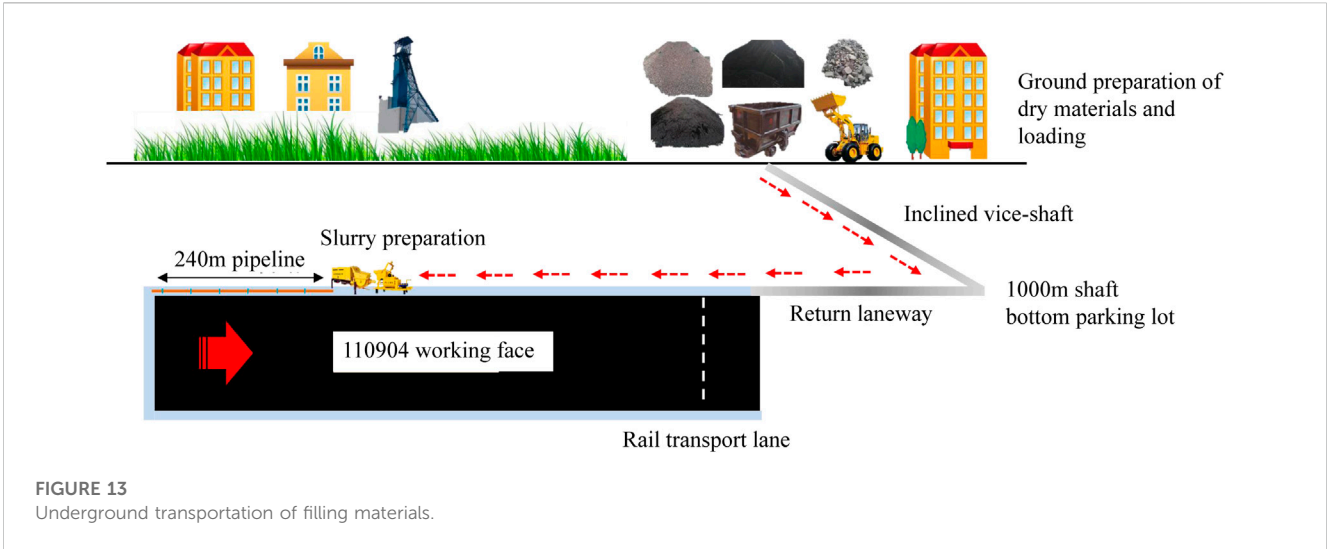 Ground preparation of
dry materials and
loading
Inclined vice-shaft
Slurry preparation
240m pipeline
1000m shaft
bottom parking lot
Return laneway
110904 working face
Rail transport lane
FIGURE 13
Underground transportation of filling materials.